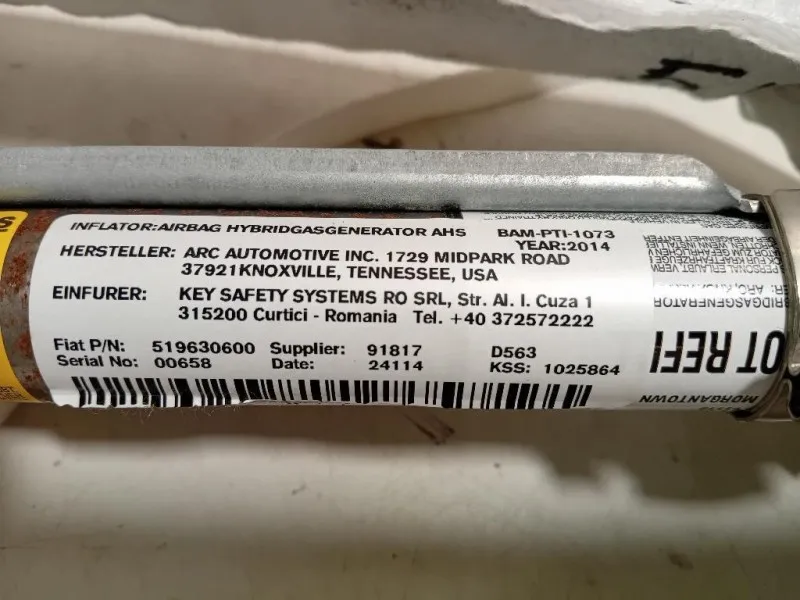 INFLATOR:AIRBAG HYBRIDGASGENERATOR AHS BAM-PTI-1073
YEAR:2014
HERSTELLER: ARC AUTOMOTIVE INC. 1729 MIDPARK ROAD
37921KNOXVILLE, TENNESSEE, USA
EINFURER: KEY SAFETY SYSTEMS RO SRL, Str. Al. I. Cuza 1
315200 Curtici - Romania Tel. +40 372572222
Fiat P/N: 519630600 Supplier: 91817 D563
Serial No: 00658 Date: 24114 KSS: 1025864
OT REFI
MORGANTOWN